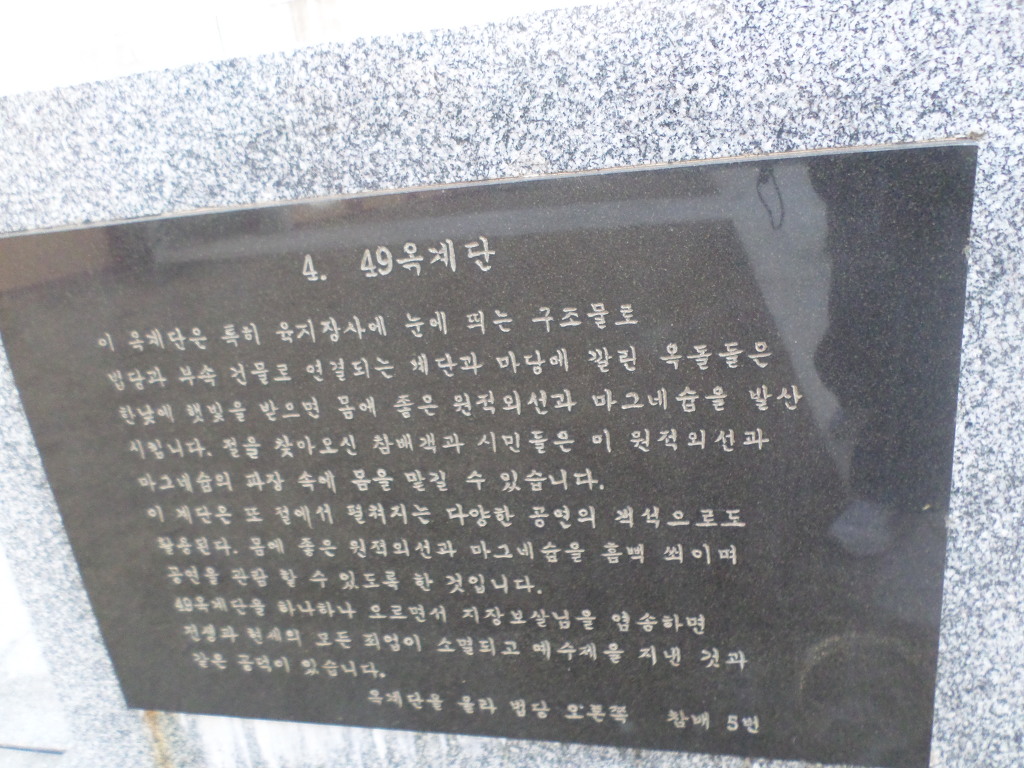 4. 49옥계단
이 옥계단은 특히 육지장사에 눈에 띄는 구조물로
법당과 부속 건물로 연결되는 계단과 마당에 깔린 옥돌들은
한낮에 햇빛을 받으면 몸에 좋은 원적외선과 마그네슘을 발산
시킵니다. 절을 찾아오신 참배객과 시민들은 이 원적외선과
마그네슘의 파장 속에 몸을 맡길 수 있습니다.
이 계단은 또 절에서 펼쳐지는 다양한 공연의 객석으로도
활용된다. 몸에 좋은 원적외선과 마그네슘을 흠뻑 쐬이며
공연을 관람 할 수 있도록 한 것입니다.
49옥계단을 하나하나 오르면서 지장보살님을 염송하면
전생과 현세의 모든 죄업이 소멸되고 예수제를 지낸 것과
같은 공덕이 있습니다.
옥계단을 올라 법당 오른쪽 참배 5번